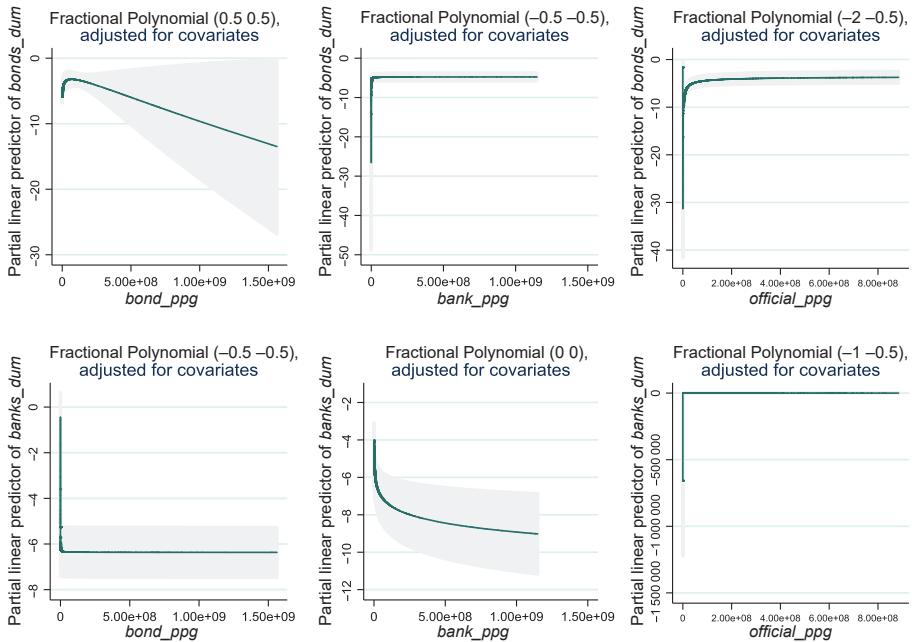 Fractional Polynomial (0.5 0.5),
adjusted for covariates
Partial linear predictor of bonds_dum
0
−10
−20
−30
0
5.00e+08
1.00e+09
1.50e+09
bond_ppg
Fractional Polynomial (−0.5 −0.5),
adjusted for covariates
Partial linear predictor of bonds_dum
0
−10
−20
−30
−40
−50
0
5.00e+08
1.00e+09
1.50e+09
bank_ppg
Fractional Polynomial (−2 −0.5),
adjusted for covariates
Partial linear predictor of bonds_dum
0
−10
−20
−30
−40
0
2.00e+08
4.00e+08
6.00e+08
8.00e+08
official_ppg
Fractional Polynomial (−0.5 −0.5),
adjusted for covariates
Partial linear predictor of banks_dum
0
−2
−4
−6
−8
0
5.00e+08
1.00e+09
1.50e+09
bond_ppg
Fractional Polynomial (0 0),
adjusted for covariates
Partial linear predictor of banks_dum
−2
−4
−6
−8
−10
−12
0
5.00e+08
1.00e+09
1.50e+09
bank_ppg
Fractional Polynomial (−1 −0.5),
adjusted for covariates
Partial linear predictor of banks_dum
0
−500 000
−1 000 000
−1 500 000
0
2.00e+08
4.00e+08
6.00e+08
8.00e+08
official_ppg